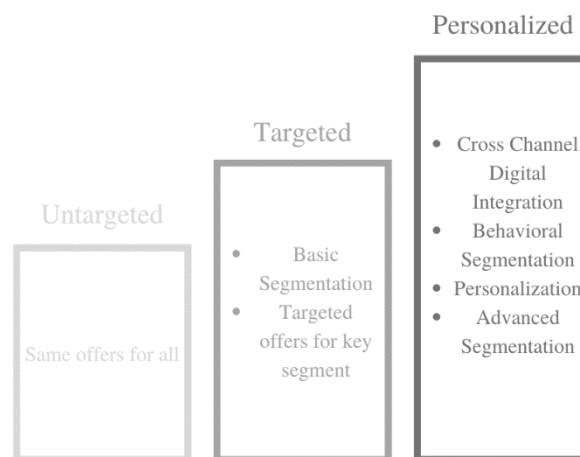 Personalized
Targeted
Untargeted
Same offers for all
• Basic
Segmentation
• Targeted
offers for key
segment
• Cross Channel
Digital
Integration
• Behavioral
Segmentation
• Personalization
• Advanced
Segmentation